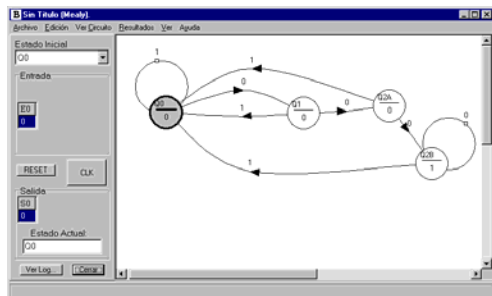 B Sin Título (Mealy).
Archivo Edición Ver Circuito Resultados Ver Ayuda
Estado Inicial
Q0
Entrada
E0
0
RESET
CLK
Salida
S0
0
Estado Actual
Q0
Ver Log...
Cerrar
1
1
0
Q0
0
Q1
0
0
Q2A
0
1
0
0
Q2B
1
1